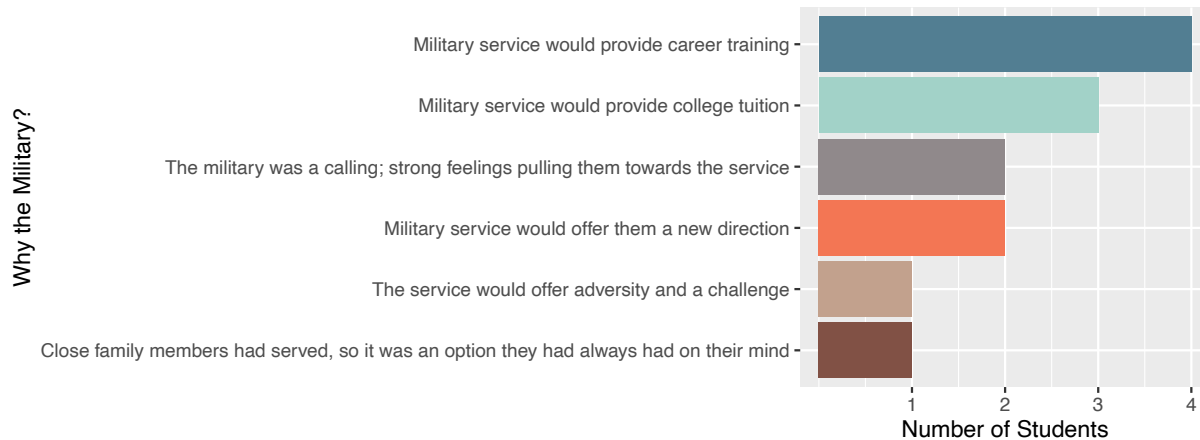 Why the Military?
Military service would provide career training
Military service would provide college tuition
The military was a calling; strong feelings pulling them towards the service
Military service would offer them a new direction
The service would offer adversity and a challenge
Close family members had served, so it was an option they had always had on their mind
1 2 3 4
Number of Students